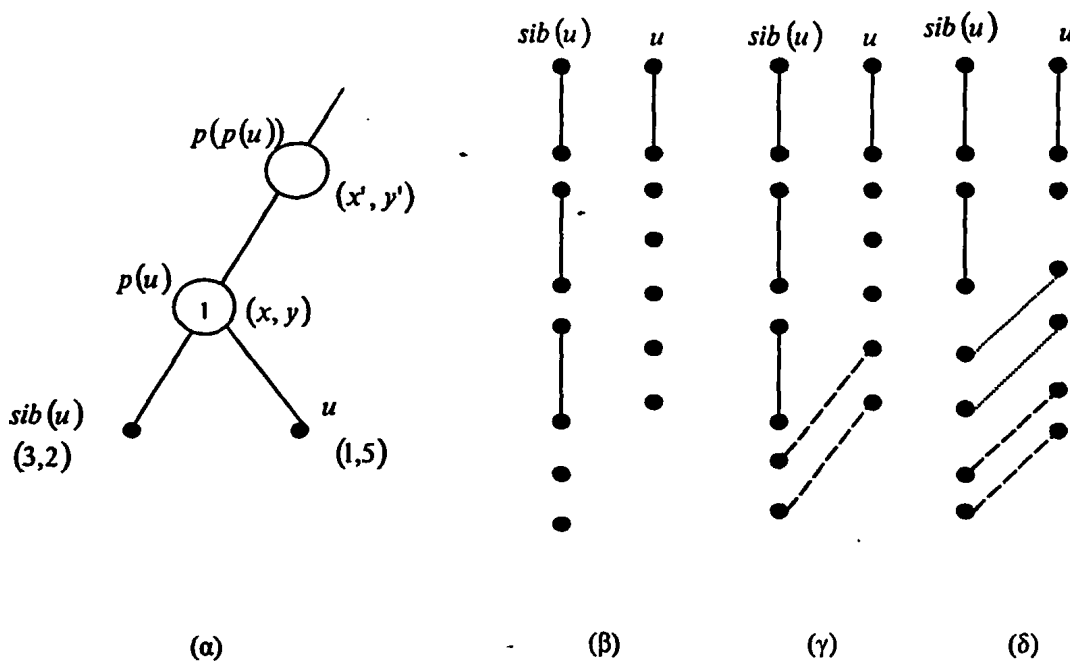 sib(u) u sib(u) u sib(u) u
p(p(u))
(x', y')
p(u)
1
(x, y)
sib(u) u
(3,2) (1,5)
(α) (β) (γ) (δ)